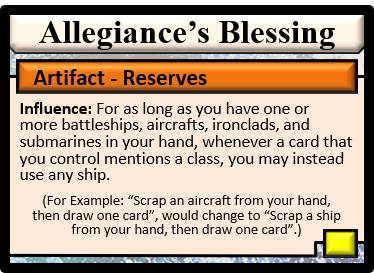 Allegiance's Blessing
Artifact - Reserves
Influence: For as long as you have one or
more battleships, aircrafts, ironclads, and
submarines in your hand, whenever a card that
you control mentions a class, you may instead
use any ship.
(For Example: “Scrap an aircraft from your hand,
then draw one card”, would change to “Scrap a ship
from your hand, then draw one card”.)